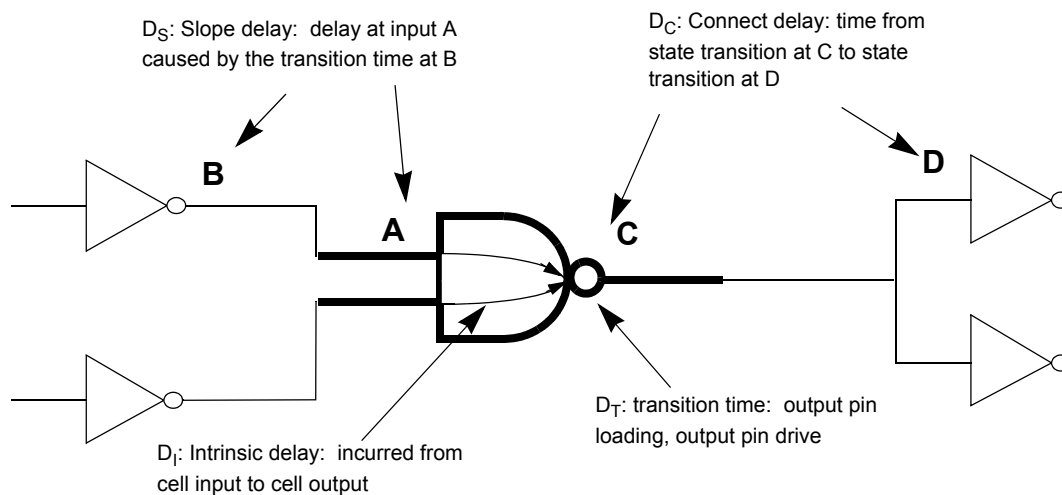 D_S: Slope delay: delay at input A
caused by the transition time at B
D_C: Connect delay: time from
state transition at C to state
transition at D
B
D
A
C
D_T: transition time: output pin
loading, output pin drive
D_I: Intrinsic delay: incurred from
cell input to cell output